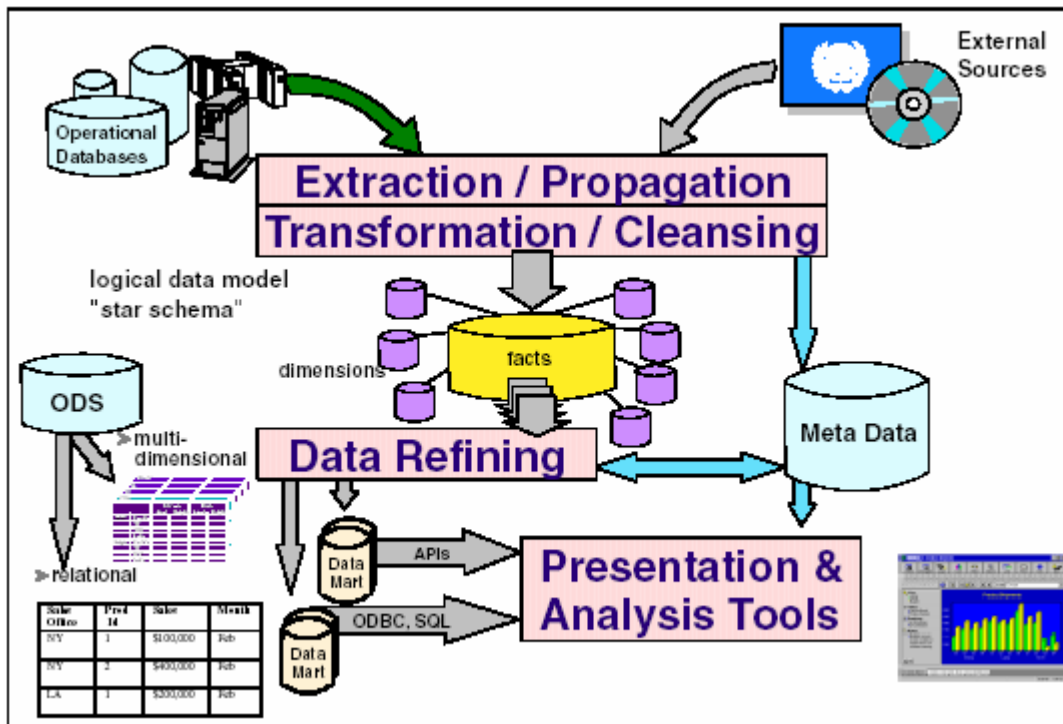 External
Sources
Operational
Databases
Extraction / Propagation
Transformation / Cleansing
logical data model
"star schema"
facts
dimensions
ODS
multi-
dimensional
Meta Data
Data Refining
relational
Data
Mart
APIs
Presentation &
Analysis Tools
ODBC, SQL
Data
Mart
Sales Office Prod Id Sales Month
NY 1 $100,000 Feb
NY 2 $400,000 Feb
LA 1 $200,000 Feb